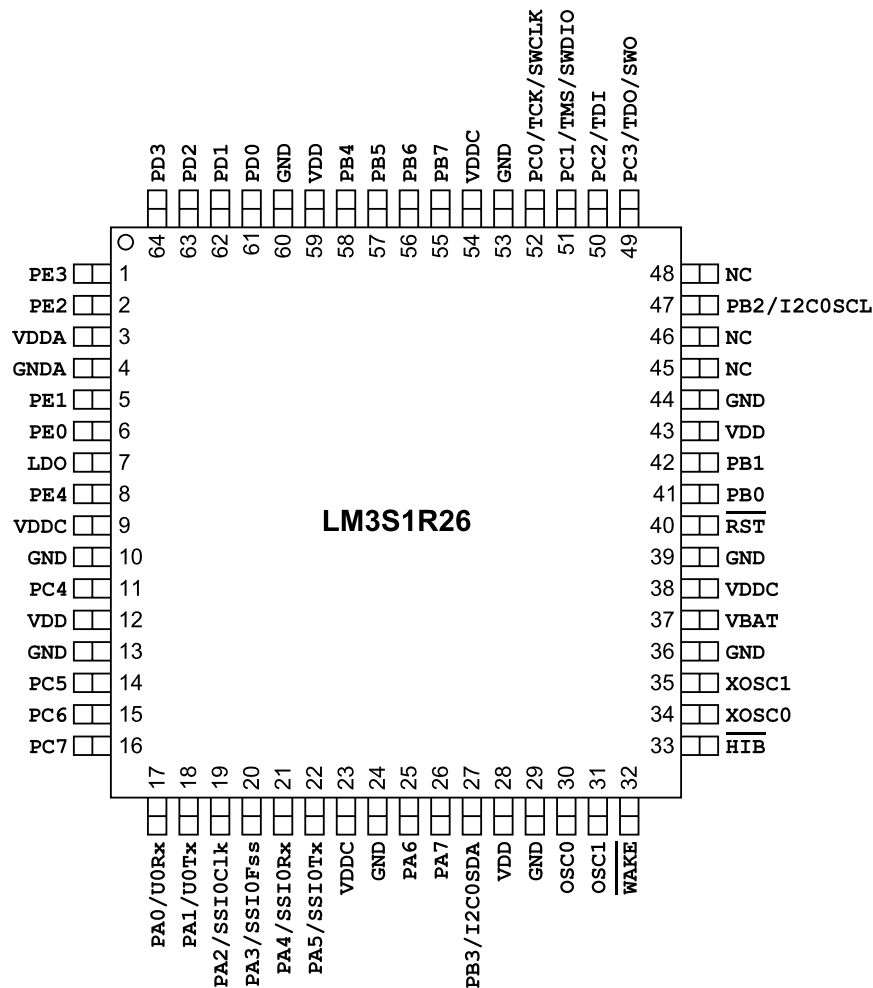 PD3
PD2
PD1
PD0
GND
VDD
PB4
PB5
PB6
PB7
VDDC
GND
PC0/TCK/SWCLK
PC1/TMS/SWDIO
PC2/TDI
PC3/TDO/SWO
64
63
62
61
60
59
58
57
56
55
54
53
52
51
50
49
PE3 1
PE2 2
VDDA 3
GNDA 4
PE1 5
PE0 6
LDO 7
PE4 8
VDDC 9
GND 10
PC4 11
VDD 12
GND 13
PC5 14
PC6 15
PC7 16
LM3S1R26
48 NC
47 PB2/I2C0SCL
46 NC
45 NC
44 GND
43 VDD
42 PB1
41 PB0
40 RST
39 GND
38 VDDC
37 VBAT
36 GND
35 XOSC1
34 XOSC0
33 HIB
17
18
19
20
21
22
23
24
25
26
27
28
29
30
31
32
PA0/U0Rx
PA1/U0Tx
PA2/SSI0Clk
PA3/SSI0Fss
PA4/SSI0Rx
PA5/SSI0Tx
VDDC
GND
PA6
PA7
PB3/I2C0SDA
VDD
GND
OSC0
OSC1
WAKE